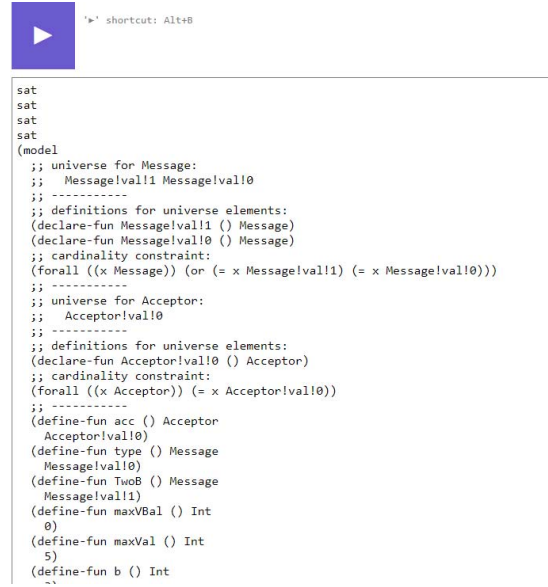 '►' shortcut: Alt+B
sat
sat
sat
sat
(model
  ;; universe for Message:
  ;;   Message!val!1 Message!val!0
  ;; -----------
  ;; definitions for universe elements:
  (declare-fun Message!val!1 () Message)
  (declare-fun Message!val!0 () Message)
  ;; cardinality constraint:
  (forall ((x Message)) (or (= x Message!val!1) (= x Message!val!0)))
  ;; -----------
  ;; universe for Acceptor:
  ;;   Acceptor!val!0
  ;; -----------
  ;; definitions for universe elements:
  (declare-fun Acceptor!val!0 () Acceptor)
  ;; cardinality constraint:
  (forall ((x Acceptor)) (= x Acceptor!val!0))
  ;; -----------
  (define-fun acc () Acceptor
    Acceptor!val!0)
  (define-fun type () Message
    Message!val!0)
  (define-fun TwoB () Message
    Message!val!1)
  (define-fun maxVBal () Int
    0)
  (define-fun maxVal () Int
    5)
  (define-fun b () Int